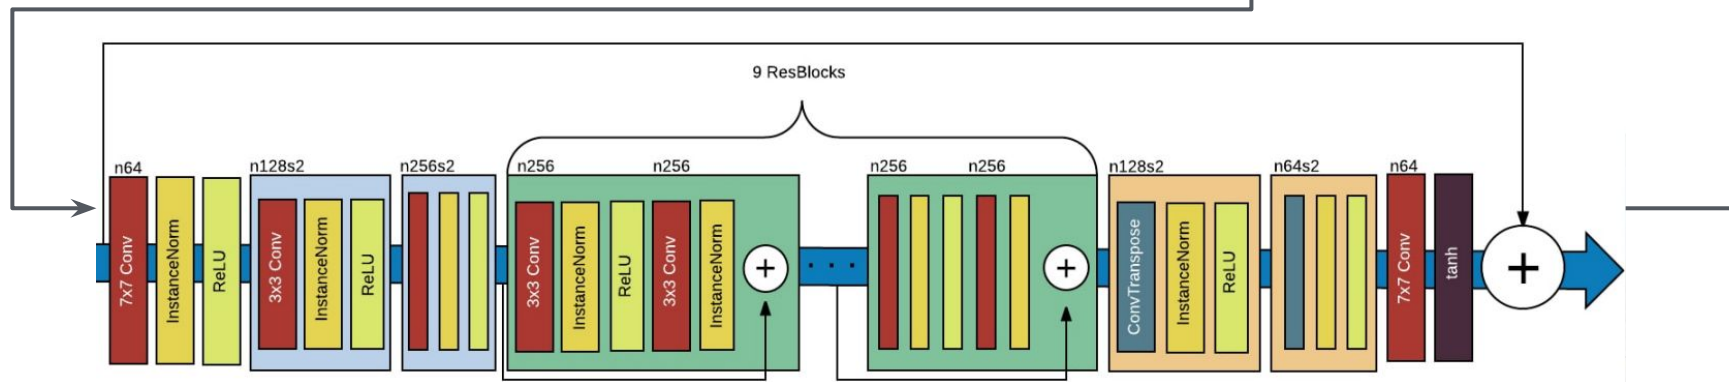 9 ResBlocks
n64
n128s2
n256s2
n256
n256
n256
n256
n128s2
n64s2
n64
7x7 Conv
InstanceNorm
ReLU
3x3 Conv
InstanceNorm
ReLU
3x3 Conv
InstanceNorm
ReLU
3x3 Conv
InstanceNorm
+
. . .
+
ConvTranspose
InstanceNorm
ReLU
7x7 Conv
tanh
+